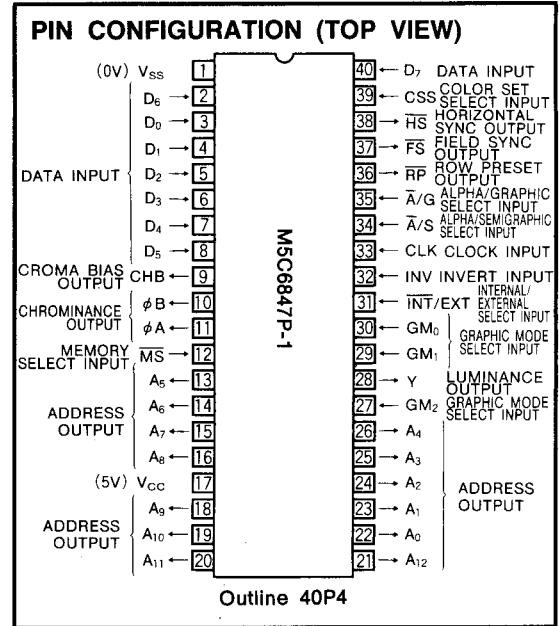 PIN CONFIGURATION (TOP VIEW)
(0V) VSS 1
D6 → 2
D0 → 3
D1 → 4
DATA INPUT D2 → 5
D3 → 6
D4 → 7
D5 → 8
CROMA BIAS OUTPUT CHB ← 9
CHROMINANCE OUTPUT φB ← 10
φA ← 11
MEMORY SELECT INPUT M̅S̅ → 12
A5 ← 13
ADDRESS OUTPUT A6 ← 14
A7 ← 15
A8 ← 16
(5V) VCC 17
A9 ← 18
ADDRESS OUTPUT A10 ← 19
A11 ← 20
M5C6847P-1
40 ← D7 DATA INPUT
39 ← CSS COLOR SET SELECT INPUT
38 → H̅S̅ HORIZONTAL SYNC OUTPUT
37 → F̅S̅ FIELD SYNC OUTPUT
36 → R̅P̅ ROW PRESET OUTPUT
35 ← A̅/G ALPHA/GRAPHIC SELECT INPUT
34 ← A̅/S ALPHA/SEMIGRAPHIC SELECT INPUT
33 ← CLK CLOCK INPUT
32 ← INV INVERT INPUT
31 ← I̅N̅T̅/EXT INTERNAL/EXTERNAL SELECT INPUT
30 ← GM0 GRAPHIC MODE SELECT INPUT
29 ← GM1
28 → Y LUMINANCE OUTPUT
27 ← GM2 GRAPHIC MODE SELECT INPUT
26 → A4
25 → A3
24 → A2 ADDRESS OUTPUT
23 → A1
22 → A0
21 → A12
Outline 40P4